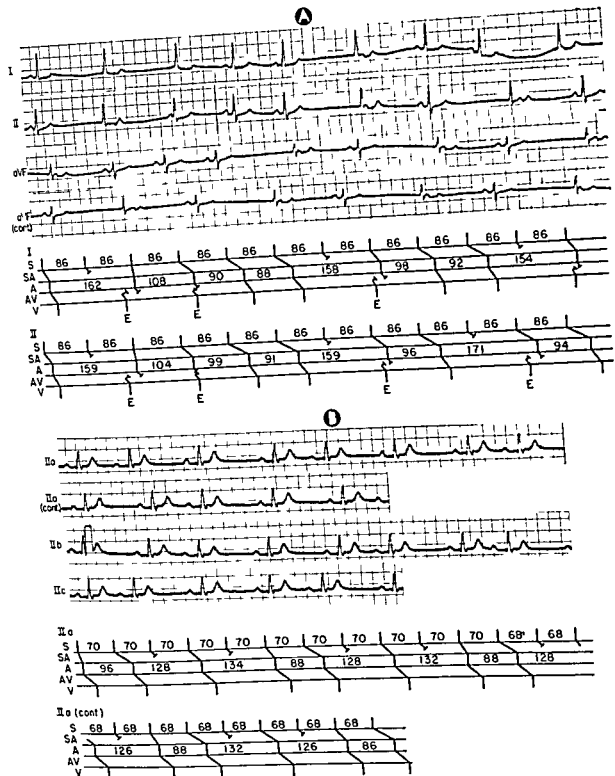 A
I
II
aVF
aVF
(cont)
I
S 86 86 86 86 86 86 86 86 86 86
SA
A 162 108 90 88 158 98 92 154
AV
V E E E E
II
S 86 86 86 86 86 86 86 86 86 86
SA
A 159 104 99 91 159 96 171 94
AV
V E E E E
B
IIa
IIa
(cont)
IIb
IIc
IIa
S 70 70 70 70 70 70 70 70 70 70 70 68 68
SA
A 96 128 134 88 128 132 88 128
AV
V
IIa (cont)
S 68 68 68 68 68 68 68 68
SA
A 126 88 132 126 86
AV
V